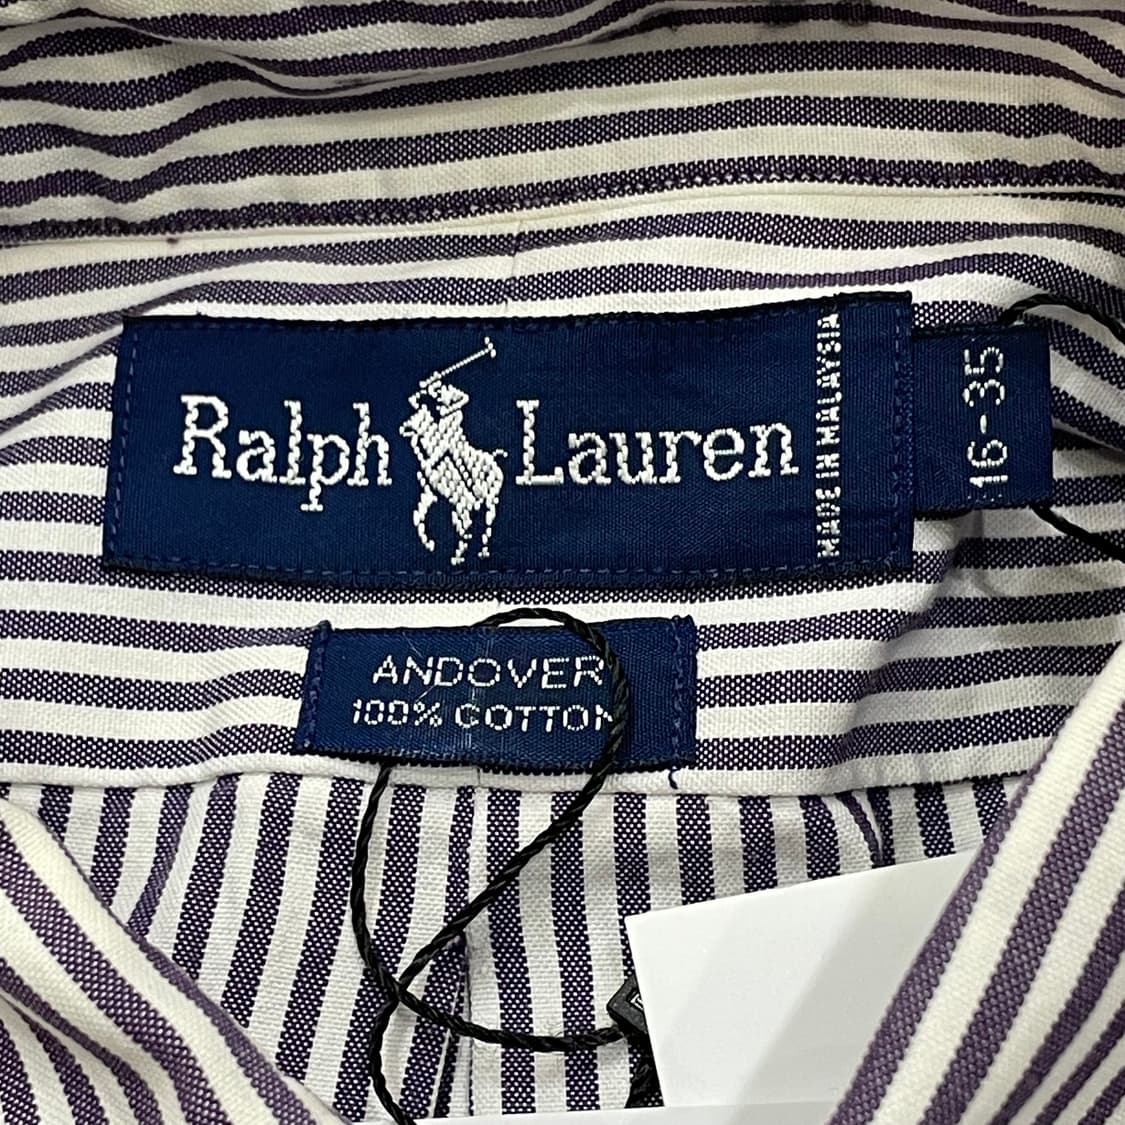 Ralph Lauren
MADE IN MALAYSIA
16-35
ANDOVER
100% COTTON